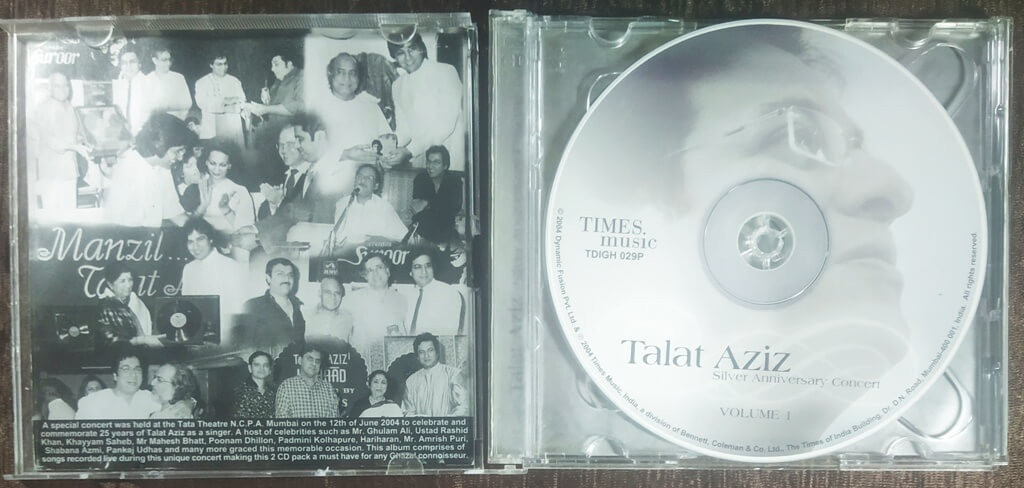 Suroor
Manzil...
Talat A
Suroor
AZIZ
BY
A special concert was held at the Tata Theatre N.C.P.A. Mumbai on the 12th of June 2004 to celebrate and
commemorate 25 years of Talat Aziz as a singer. A host of celebrities such as Mr. Ghulam Ali, Ustad Rashid
Khan, Khayyam Saheb, Mr Mahesh Bhatt, Poonam Dhillon, Padmini Kolhapure, Hariharan, Mr. Amrish Puri,
Shabana Azmi, Pankaj Udhas and many more graced this memorable occasion. This album comprises of
songs recorded live during this unique concert making this 2 CD pack a must have for any Ghazal connoisseur.
TIMES.
music
TDIGH 029P
Talat Aziz
Silver Anniversary Concert
VOLUME 1
© 2004 Dynamic Fusion Pvt. Ltd. & ℗ 2004 Times Music, India, a division of Bennett, Coleman & Co. Ltd., The Times of India Building, Dr. D.N. Road, Mumbai-400 001. India. All rights reserved.